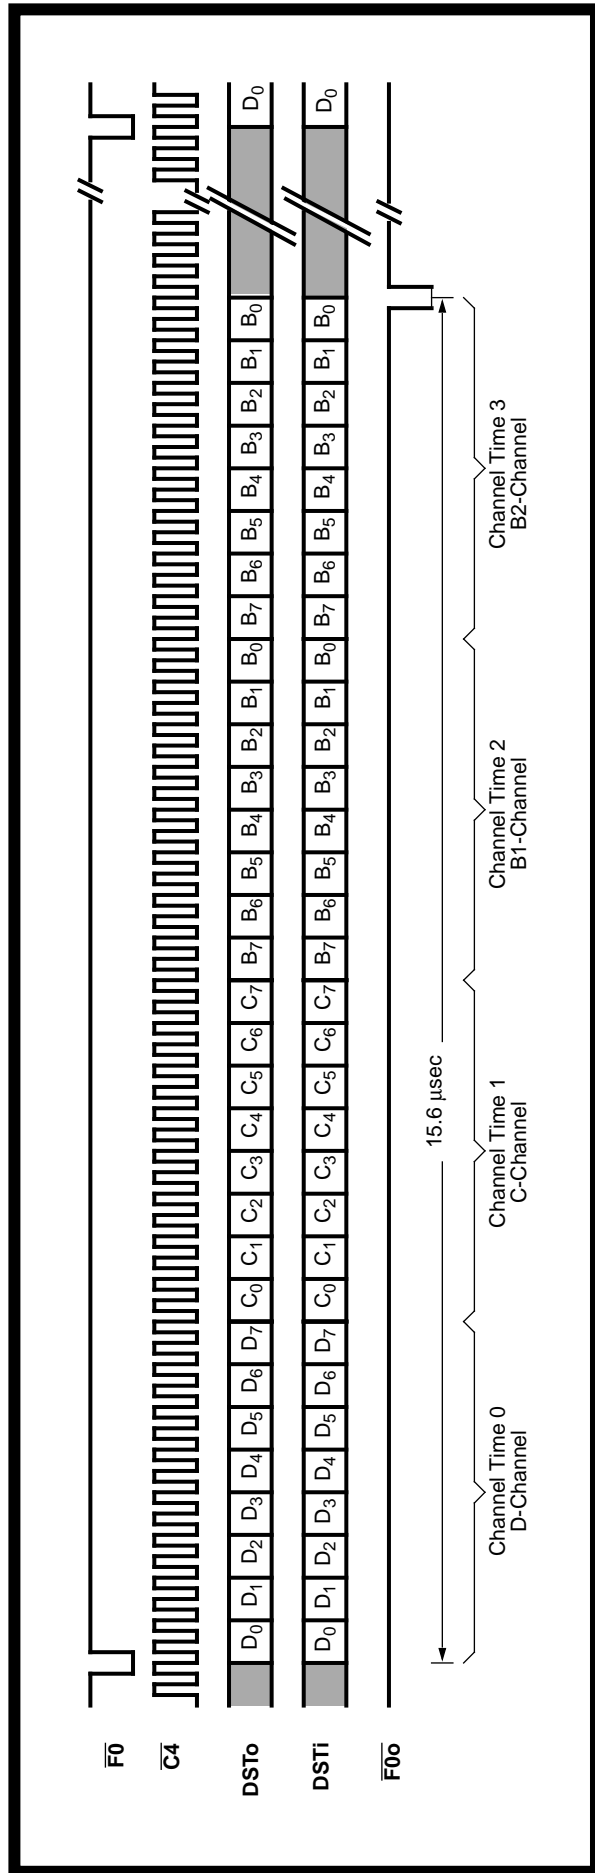 F̅0̅
C̅4̅
DSTo D₀ D₁ D₂ D₃ D₄ D₅ D₆ D₇ C₀ C₁ C₂ C₃ C₄ C₅ C₆ C₇ B₇ B₆ B₅ B₄ B₃ B₂ B₁ B₀ B₇ B₆ B₅ B₄ B₃ B₂ B₁ B₀ D₀
DSTi D₀ D₁ D₂ D₃ D₄ D₅ D₆ D₇ C₀ C₁ C₂ C₃ C₄ C₅ C₆ C₇ B₇ B₆ B₅ B₄ B₃ B₂ B₁ B₀ B₇ B₆ B₅ B₄ B₃ B₂ B₁ B₀ D₀
F̅0̅o̅
15.6 µsec
Channel Time 0
D-Channel
Channel Time 1
C-Channel
Channel Time 2
B1-Channel
Channel Time 3
B2-Channel